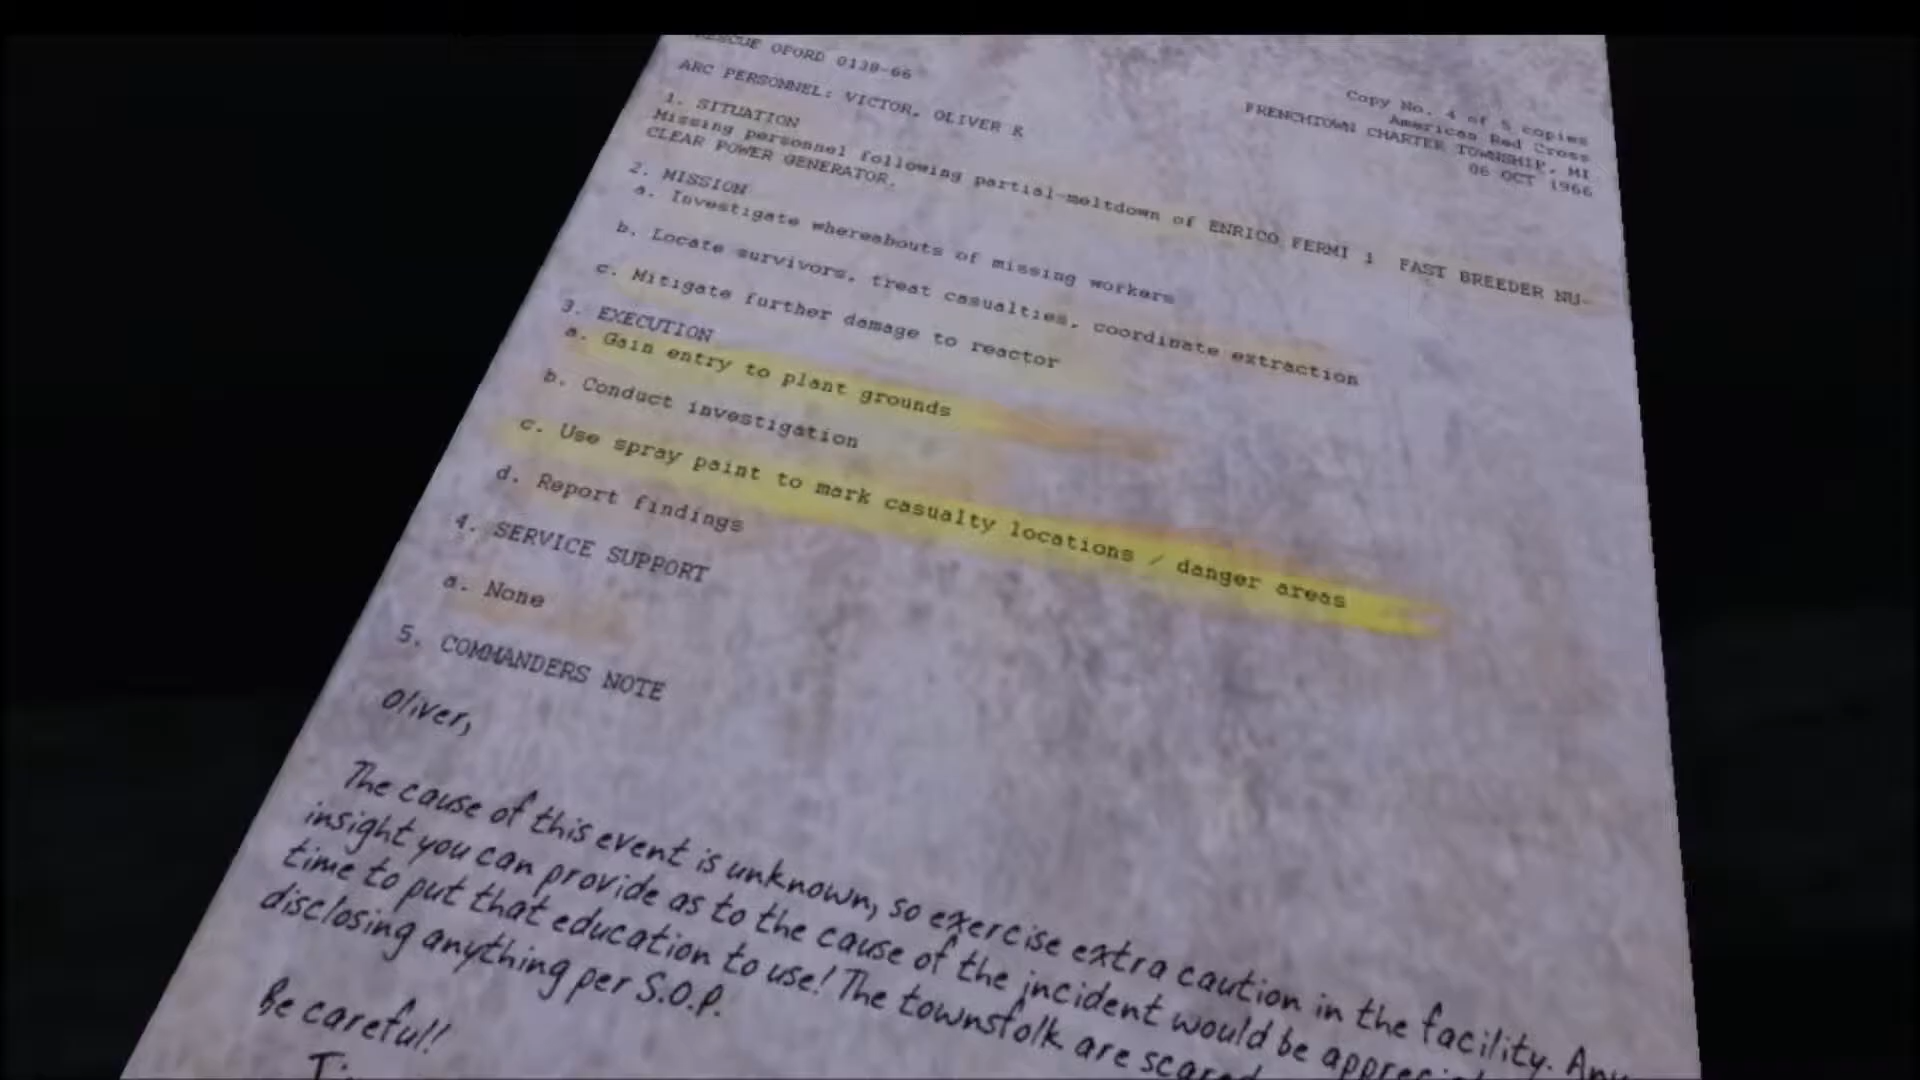 RESCUE OPORD 0138-66
Copy No. 4 of 5 copies
American Red Cross
FRENCHTOWN CHARTER TOWNSHIP, MI
06 OCT 1966
ARC PERSONNEL: VICTOR, OLIVER K
1. SITUATION
Missing personnel following partial-meltdown of ENRICO FERMI 1 FAST BREEDER NU-
CLEAR POWER GENERATOR.
2. MISSION
a. Investigate whereabouts of missing workers
b. Locate survivors, treat casualties, coordinate extraction
c. Mitigate further damage to reactor
3. EXECUTION
a. Gain entry to plant grounds
b. Conduct investigation
c. Use spray paint to mark casualty locations / danger areas
d. Report findings
4. SERVICE SUPPORT
a. None
5. COMMANDERS NOTE
Oliver,
The cause of this event is unknown, so exercise extra caution in the facility. Any
insight you can provide as to the cause of the incident would be
time to put that education to use! The townsfolk are scared
disclosing anything per S.O.P.
Be careful!